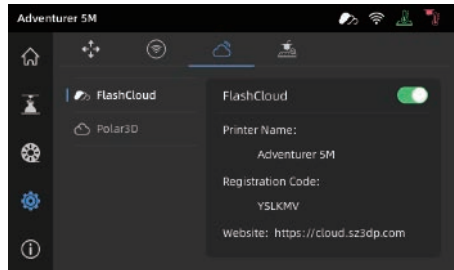 Adventurer 5M
FlashCloud
Polar3D
FlashCloud
Printer Name:
Adventurer 5M
Registration Code:
YSLKMV
Website: https://cloud.sz3dp.com